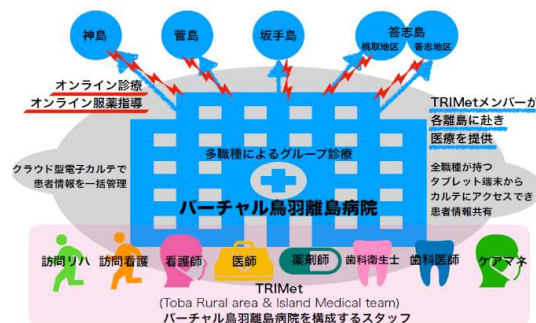 神島
菅島
坂手島
答志島
桃取地区
答志地区
オンライン診療
オンライン服薬指導
TRIMetメンバーが
各離島に赴き
医療を提供
多職種によるグループ診療
クラウド型電子カルテで
患者情報を一括管理
全職種が持つ
タブレット端末から
カルテにアクセスでき
患者情報共有
バーチャル鳥羽離島病院
訪問リハ
訪問看護
看護師
医師
薬剤師
歯科衛生士
歯科医師
ケアマネ
TRIMet
(Toba Rural area & Island Medical team)
バーチャル鳥羽離島病院を構成するスタッフ